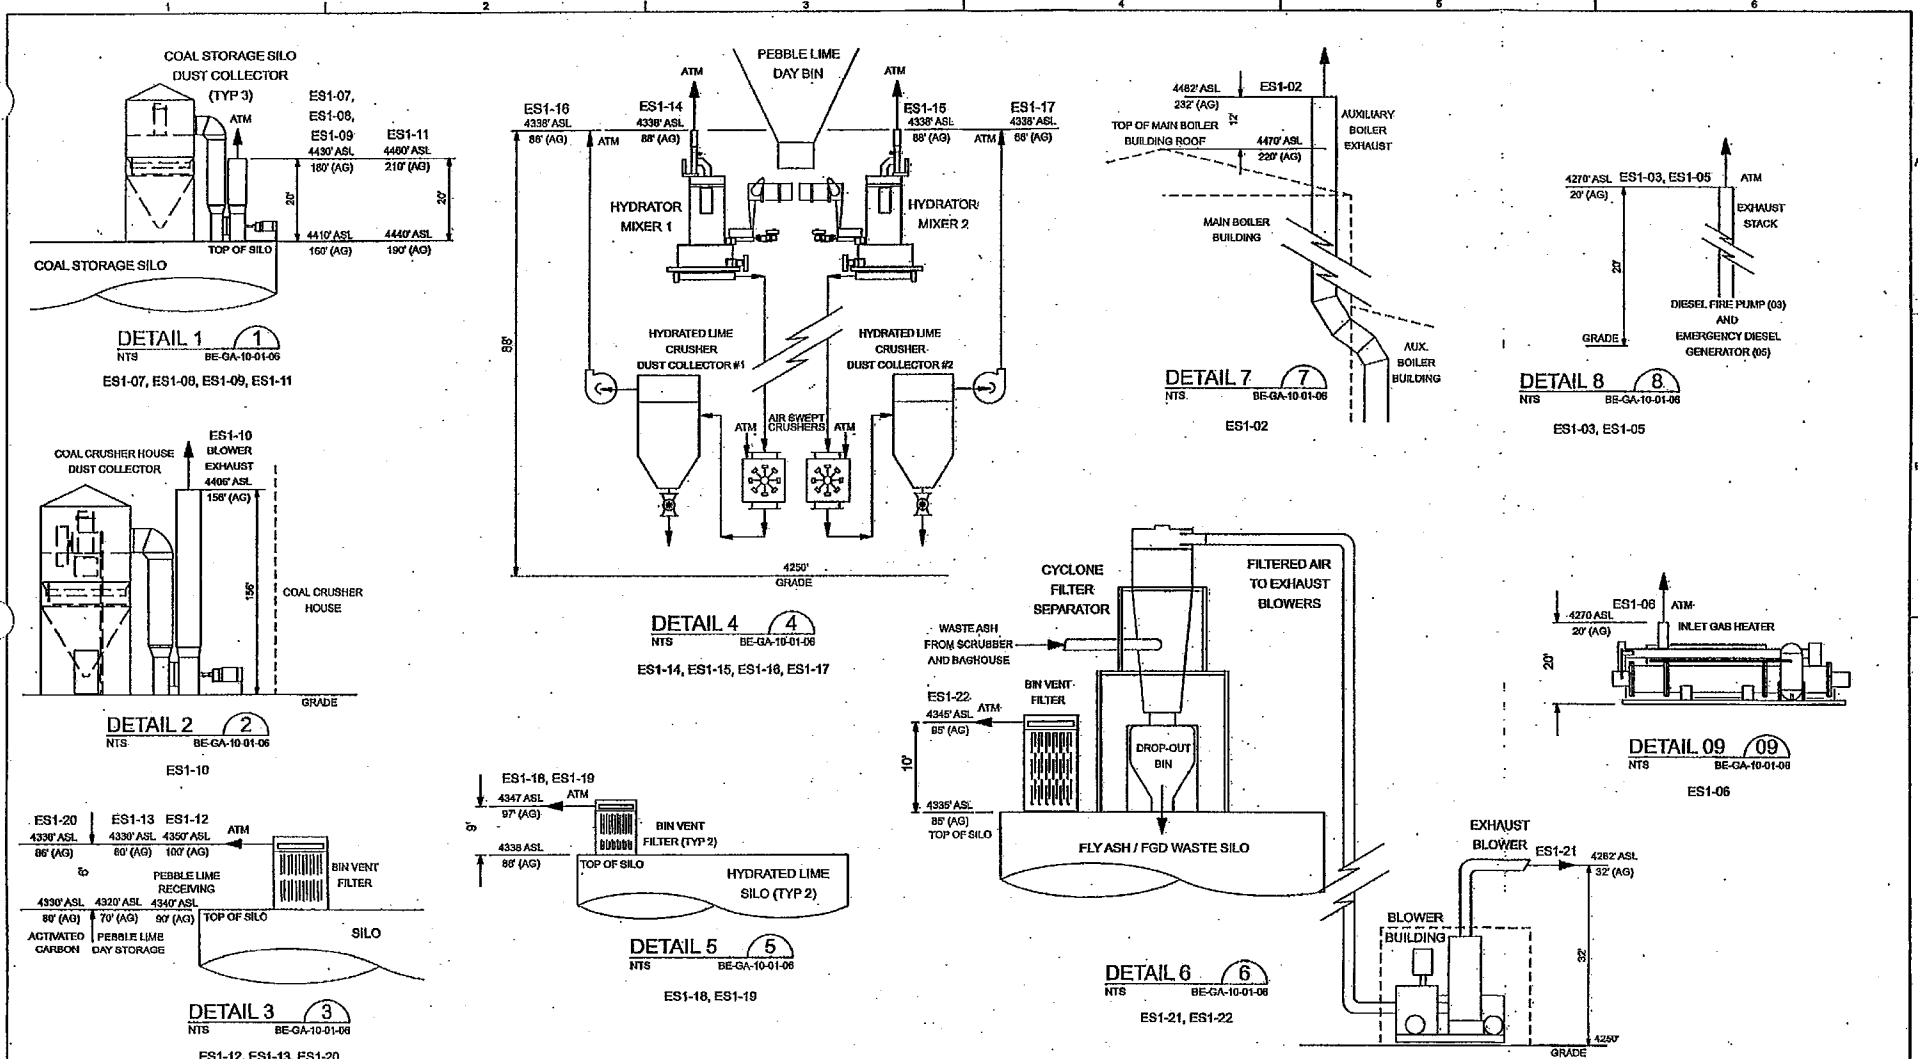 1 2 3 4 5 6
COAL STORAGE SILO
DUST COLLECTOR
(TYP 3)
ES1-07,
ES1-08,
ES1-09
4430' ASL
180' (AG)
ATM
ES1-11
4460' ASL
210' (AG)
20'
20'
4410' ASL
160' (AG)
4440' ASL
190' (AG)
TOP OF SILO
COAL STORAGE SILO
DETAIL 1
1
NTS
BE-GA-10-01-06
ES1-07, ES1-08, ES1-09, ES1-11
ES1-10
BLOWER
EXHAUST
4406' ASL
156' (AG)
COAL CRUSHER HOUSE
DUST COLLECTOR
156'
COAL CRUSHER
HOUSE
GRADE
DETAIL 2
2
NTS
BE-GA-10-01-06
ES1-10
ES1-20
ES1-13
ES1-12
ATM
4330' ASL
4350' ASL
86' (AG)
80' (AG)
100' (AG)
PEBBLE LIME
RECEIVING
BIN VENT
FILTER
4330' ASL
4320' ASL
4340' ASL
80' (AG)
70' (AG)
90' (AG)
TOP OF SILO
ACTIVATED
CARBON
PEBBLE LIME
DAY STORAGE
SILO
DETAIL 3
3
NTS
BE-GA-10-01-06
ES1-12, ES1-13, ES1-20
PEBBLE LIME
DAY BIN
ATM
ATM
ES1-16
4338' ASL
88' (AG)
ATM
ES1-14
4338' ASL
88' (AG)
ES1-15
4338' ASL
88' (AG)
ES1-17
4338' ASL
88' (AG)
ATM
HYDRATOR
MIXER 1
HYDRATOR
MIXER 2
88'
HYDRATED LIME
CRUSHER
DUST COLLECTOR #1
HYDRATED LIME
CRUSHER
DUST COLLECTOR #2
AIR SWEPT
CRUSHERS
ATM
ATM
4250'
GRADE
DETAIL 4
4
NTS
BE-GA-10-01-06
ES1-14, ES1-15, ES1-16, ES1-17
ES1-18, ES1-19
4347 ASL
97' (AG)
ATM
9'
BIN VENT
FILTER (TYP 2)
4338 ASL
88' (AG)
TOP OF SILO
HYDRATED LIME
SILO (TYP 2)
DETAIL 5
5
NTS
BE-GA-10-01-06
ES1-18, ES1-19
CYCLONE
FILTER
SEPARATOR
FILTERED AIR
TO EXHAUST
BLOWERS
WASTE ASH
FROM SCRUBBER
AND BAGHOUSE
ES1-22
4345' ASL
95' (AG)
ATM
BIN VENT
FILTER
10'
DROP-OUT
BIN
4335' ASL
85' (AG)
TOP OF SILO
FLY ASH / FGD WASTE SILO
EXHAUST
BLOWER
ES1-21
4282' ASL
32' (AG)
BLOWER
BUILDING
32'
4250'
GRADE
DETAIL 6
6
NTS
BE-GA-10-01-06
ES1-21, ES1-22
4482' ASL
232' (AG)
ES1-02
12'
TOP OF MAIN BOILER
BUILDING ROOF
4470' ASL
220' (AG)
AUXILIARY
BOILER
EXHAUST
MAIN BOILER
BUILDING
AUX.
BOILER
BUILDING
DETAIL 7
7
NTS
BE-GA-10-01-06
ES1-02
4270' ASL
20' (AG)
ES1-03, ES1-05
ATM
EXHAUST
STACK
20'
DIESEL FIRE PUMP (03)
AND
EMERGENCY DIESEL
GENERATOR (05)
GRADE
DETAIL 8
8
NTS
BE-GA-10-01-06
ES1-03, ES1-05
ES1-06
ATM
4270 ASL
20' (AG)
INLET GAS HEATER
20'
DETAIL 09
09
NTS
BE-GA-10-01-06
ES1-06